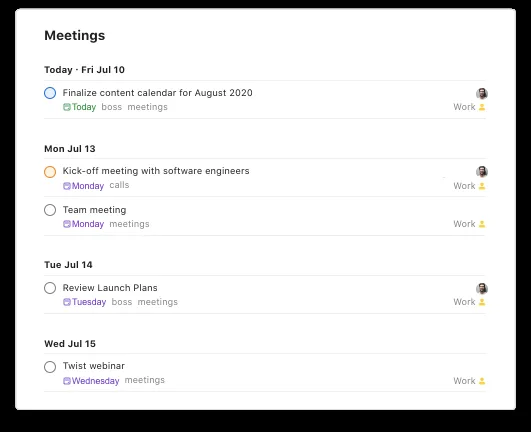 Meetings
Today · Fri Jul 10
Finalize content calendar for August 2020
Today boss meetings Work
Mon Jul 13
Kick-off meeting with software engineers
Monday calls Work
Team meeting
Monday meetings Work
Tue Jul 14
Review Launch Plans
Tuesday boss meetings Work
Wed Jul 15
Twist webinar
Wednesday meetings Work